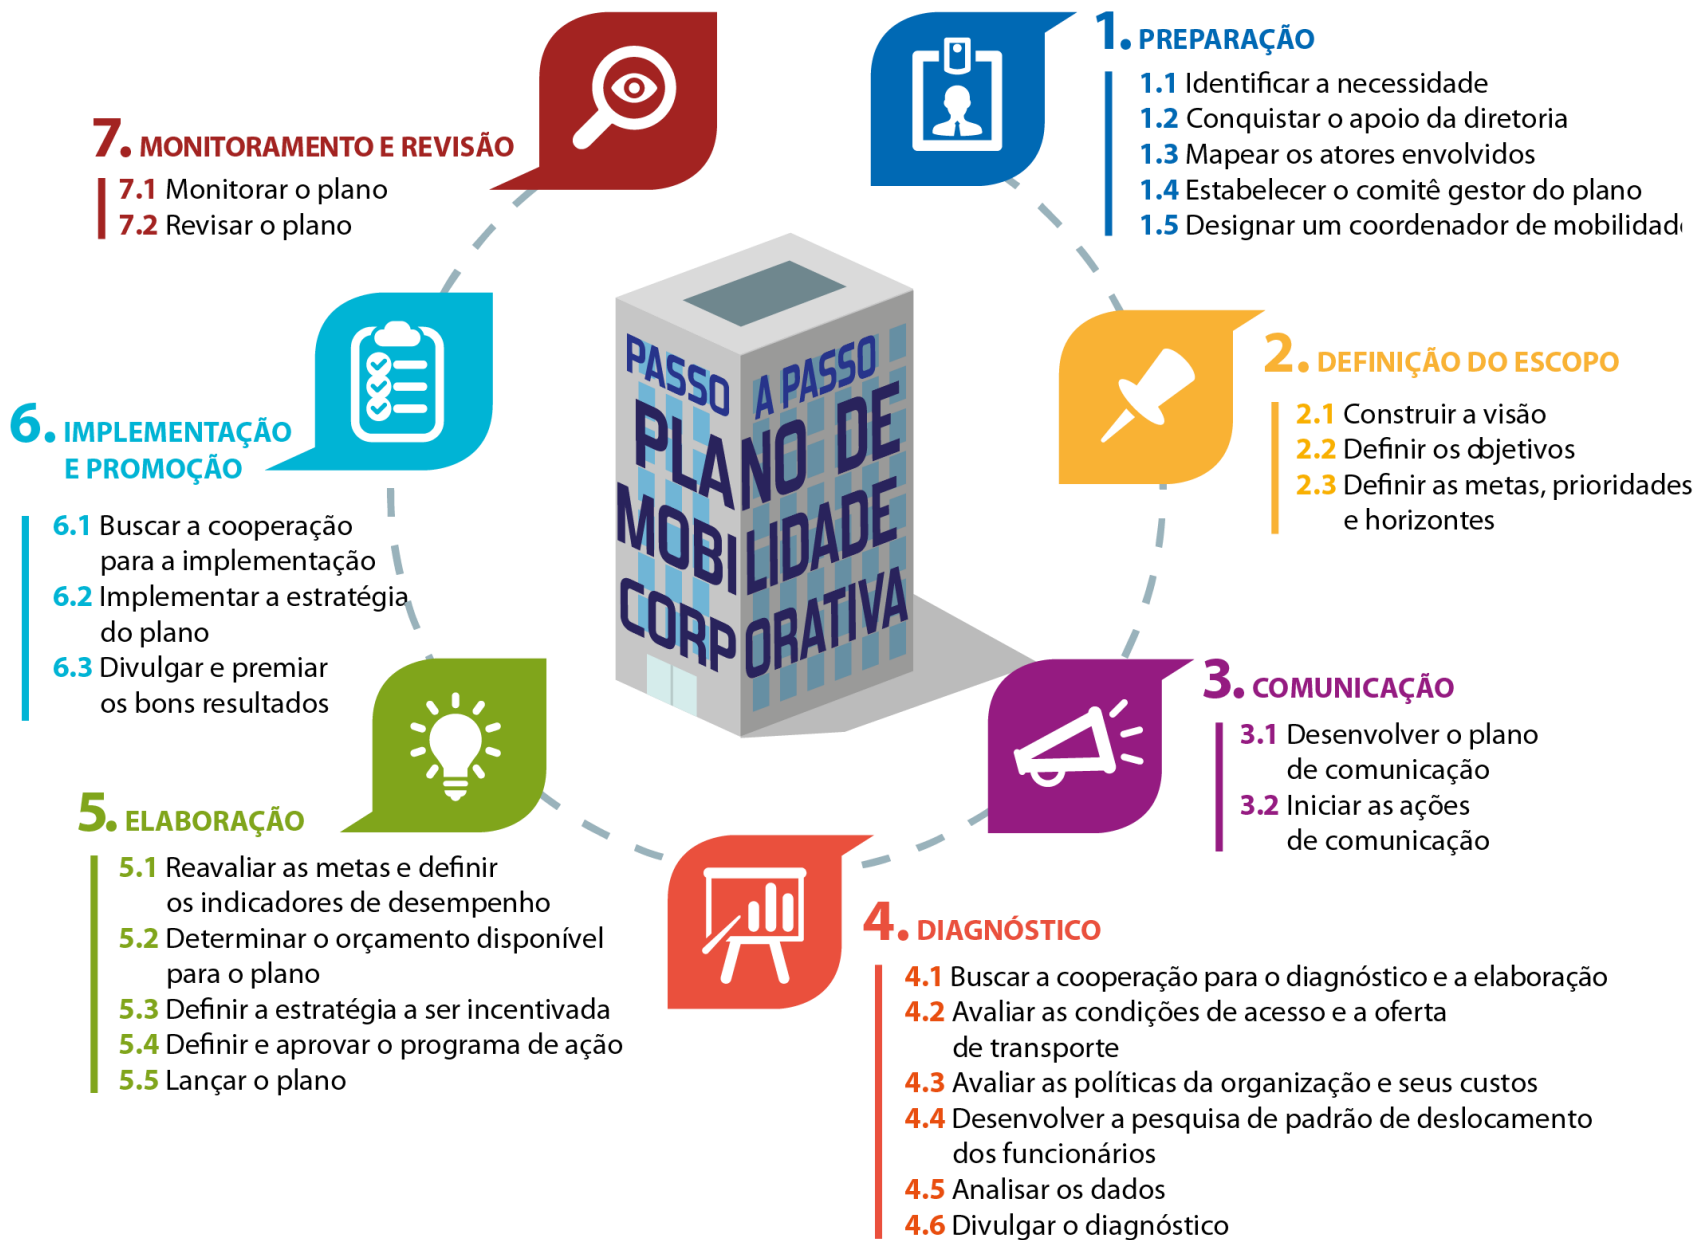 1. PREPARAÇÃO
1.1 Identificar a necessidade
1.2 Conquistar o apoio da diretoria
1.3 Mapear os atores envolvidos
1.4 Estabelecer o comitê gestor do plano
1.5 Designar um coordenador de mobilidade
2. DEFINIÇÃO DO ESCOPO
2.1 Construir a visão
2.2 Definir os objetivos
2.3 Definir as metas, prioridades
e horizontes
3. COMUNICAÇÃO
3.1 Desenvolver o plano
de comunicação
3.2 Iniciar as ações
de comunicação
4. DIAGNÓSTICO
4.1 Buscar a cooperação para o diagnóstico e a elaboração
4.2 Avaliar as condições de acesso e a oferta
de transporte
4.3 Avaliar as políticas da organização e seus custos
4.4 Desenvolver a pesquisa de padrão de deslocamento
dos funcionários
4.5 Analisar os dados
4.6 Divulgar o diagnóstico
5. ELABORAÇÃO
5.1 Reavaliar as metas e definir
os indicadores de desempenho
5.2 Determinar o orçamento disponível
para o plano
5.3 Definir a estratégia a ser incentivada
5.4 Definir e aprovar o programa de ação
5.5 Lançar o plano
6. IMPLEMENTAÇÃO
E PROMOÇÃO
6.1 Buscar a cooperação
para a implementação
6.2 Implementar a estratégia
do plano
6.3 Divulgar e premiar
os bons resultados
7. MONITORAMENTO E REVISÃO
7.1 Monitorar o plano
7.2 Revisar o plano
PASSO A PASSO
PLANO DE
MOBILIDADE
CORPORATIVA